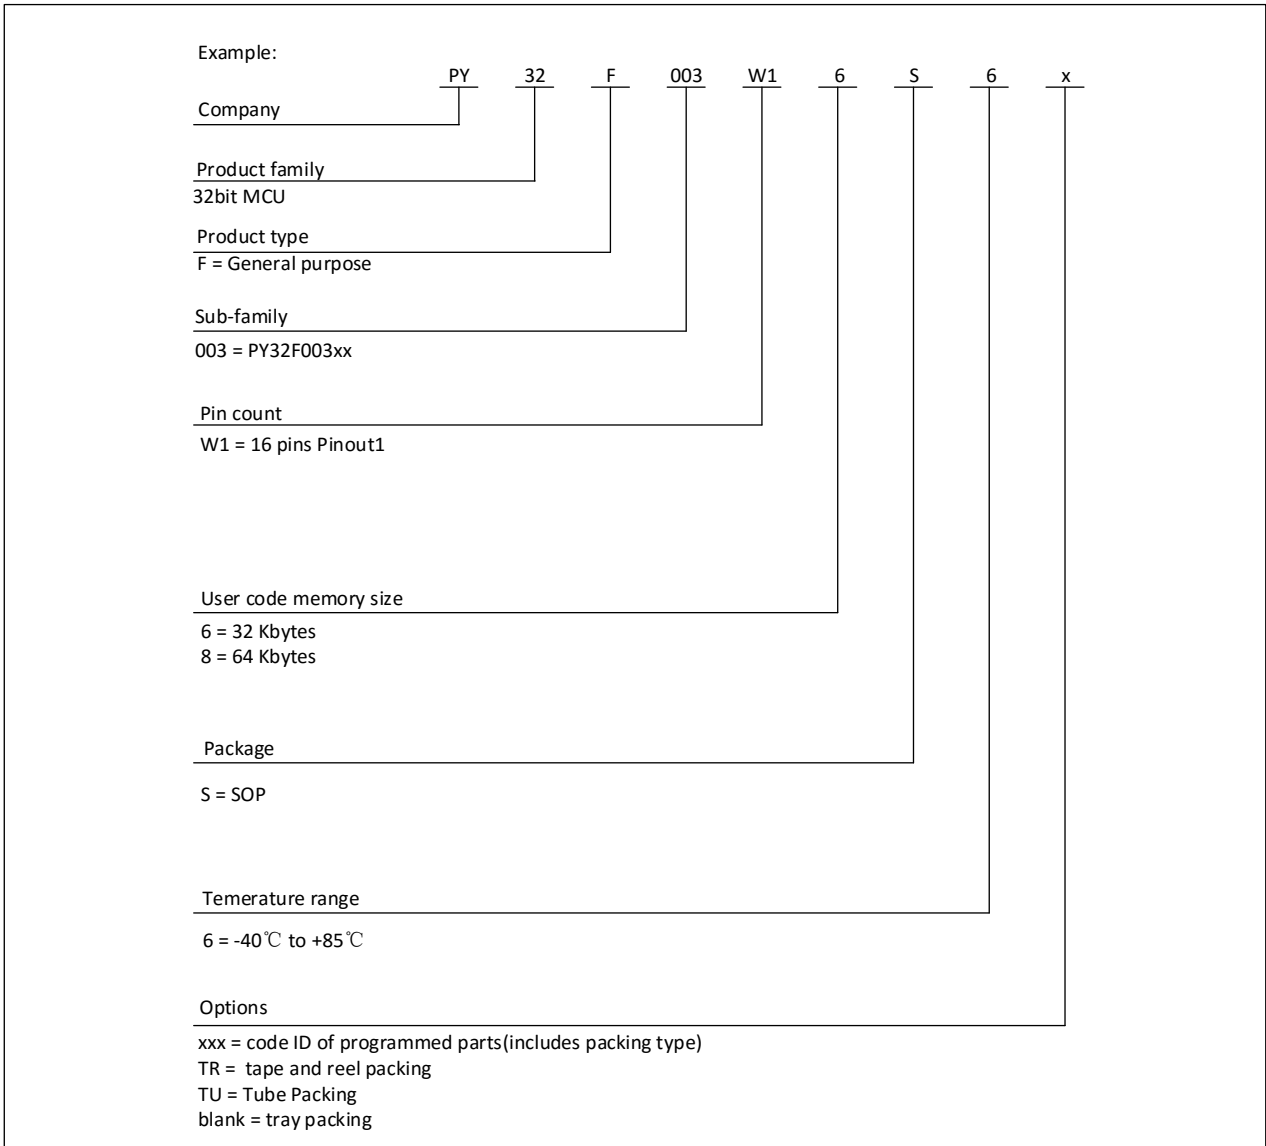 Example:
PY 32 F 003 W1 6 S 6 x
Company
Product family
32bit MCU
Product type
F = General purpose
Sub-family
003 = PY32F003xx
Pin count
W1 = 16 pins Pinout1
User code memory size
6 = 32 Kbytes
8 = 64 Kbytes
Package
S = SOP
Temerature range
6 = -40℃ to +85℃
Options
xxx = code ID of programmed parts(includes packing type)
TR = tape and reel packing
TU = Tube Packing
blank = tray packing